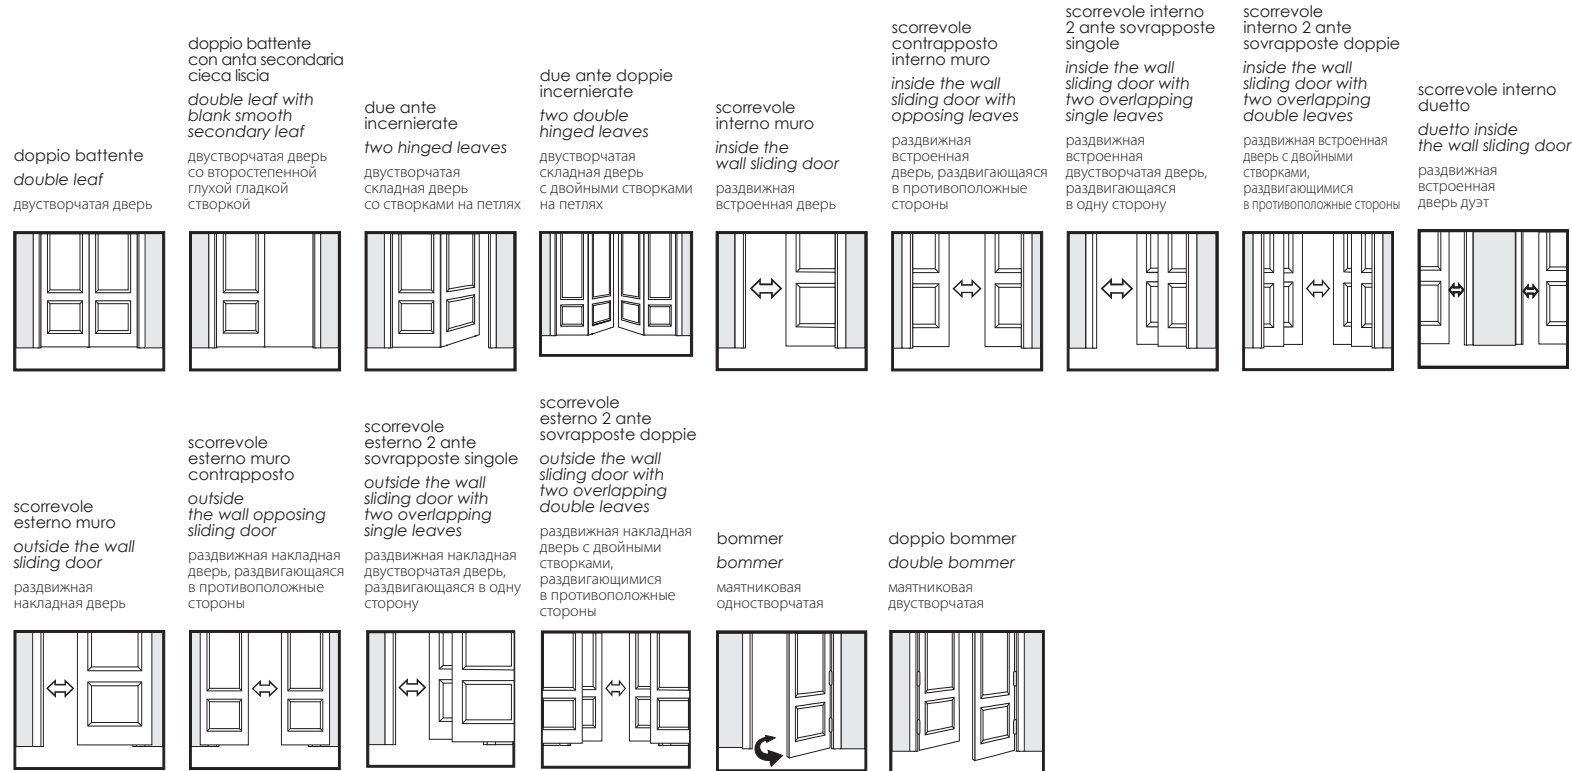 doppio battente
double leaf
двустворчатая дверь
doppio battente
con anta secondaria
cieca liscia
double leaf with
blank smooth
secondary leaf
двустворчатая дверь
со второстепенной
глухой гладкой
створкой
due ante
incernierate
two hinged leaves
двустворчатая
складная дверь
со створками на петлях
due ante doppie
incernierate
two double
hinged leaves
двустворчатая
складная дверь
с двойными створками
на петлях
scorrevole
interno muro
inside the
wall sliding door
раздвижная
встроенная дверь
scorrevole
contrapposto
interno muro
inside the wall
sliding door with
opposing leaves
раздвижная
встроенная
дверь, раздвигающаяся
в противоположные
стороны
scorrevole interno
2 ante sovrapposte
singole
inside the wall
sliding door with
two overlapping
single leaves
раздвижная
встроенная
двустворчатая дверь,
раздвигающаяся
в одну сторону
scorrevole
interno 2 ante
sovrapposte doppie
inside the wall
sliding door with
two overlapping
double leaves
раздвижная встроенная
дверь с двойными
створками,
раздвигающимися
в противоположные стороны
scorrevole interno
duetto
duetto inside
the wall sliding door
раздвижная
встроенная
дверь дуэт
scorrevole
esterno muro
outside the wall
sliding door
раздвижная
накладная дверь
scorrevole
esterno muro
contrapposto
outside
the wall opposing
sliding door
раздвижная накладная
дверь, раздвигающаяся
в противоположные
стороны
scorrevole
esterno 2 ante
sovrapposte singole
outside the wall
sliding door with
two overlapping
single leaves
раздвижная накладная
двустворчатая дверь,
раздвигающаяся в одну
сторону
scorrevole
esterno 2 ante
sovrapposte doppie
outside the wall
sliding door with
two overlapping
double leaves
раздвижная накладная
дверь с двойными
створками,
раздвигающимися
в противоположные
стороны
bommer
bommer
маятниковая
одностворчатая
doppio bommer
double bommer
маятниковая
двустворчатая